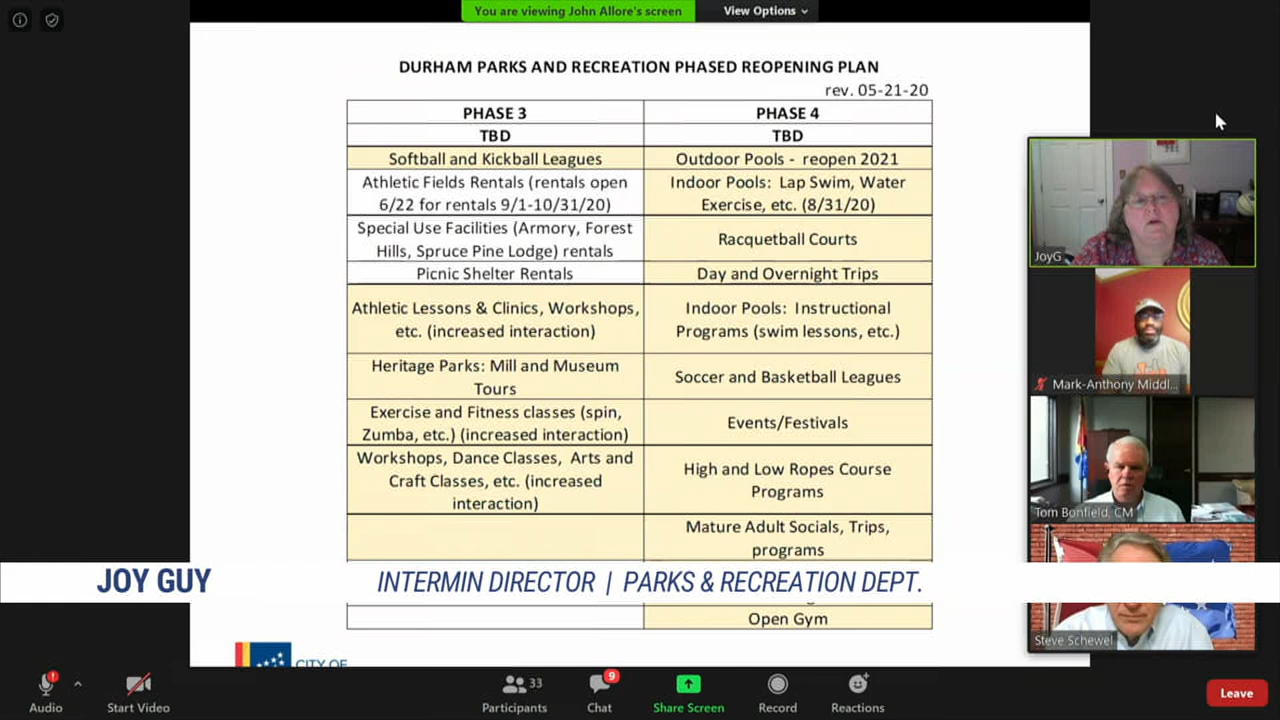 You are viewing John Allore's screen
View Options
DURHAM PARKS AND RECREATION PHASED REOPENING PLAN
rev. 05-21-20
PHASE 3
PHASE 4
TBD
TBD
Softball and Kickball Leagues
Outdoor Pools - reopen 2021
Athletic Fields Rentals (rentals open
6/22 for rentals 9/1-10/31/20)
Indoor Pools: Lap Swim, Water
Exercise, etc. (8/31/20)
Special Use Facilities (Armory, Forest
Hills, Spruce Pine Lodge) rentals
Racquetball Courts
Picnic Shelter Rentals
Day and Overnight Trips
Athletic Lessons & Clinics, Workshops,
etc. (increased interaction)
Indoor Pools: Instructional
Programs (swim lessons, etc.)
Heritage Parks: Mill and Museum
Tours
Soccer and Basketball Leagues
Exercise and Fitness classes (spin,
Zumba, etc.) (increased interaction)
Events/Festivals
Workshops, Dance Classes, Arts and
Craft Classes, etc. (increased
interaction)
High and Low Ropes Course
Programs
Mature Adult Socials, Trips,
programs
Open Gym
JoyG
Mark-Anthony Middl...
Tom Bonfield, CM
Steve Schewel
JOY GUY
INTERMIN DIRECTOR | PARKS & RECREATION DEPT.
CITY OF
Audio
Start Video
33
Participants
9
Chat
Share Screen
Record
Reactions
Leave